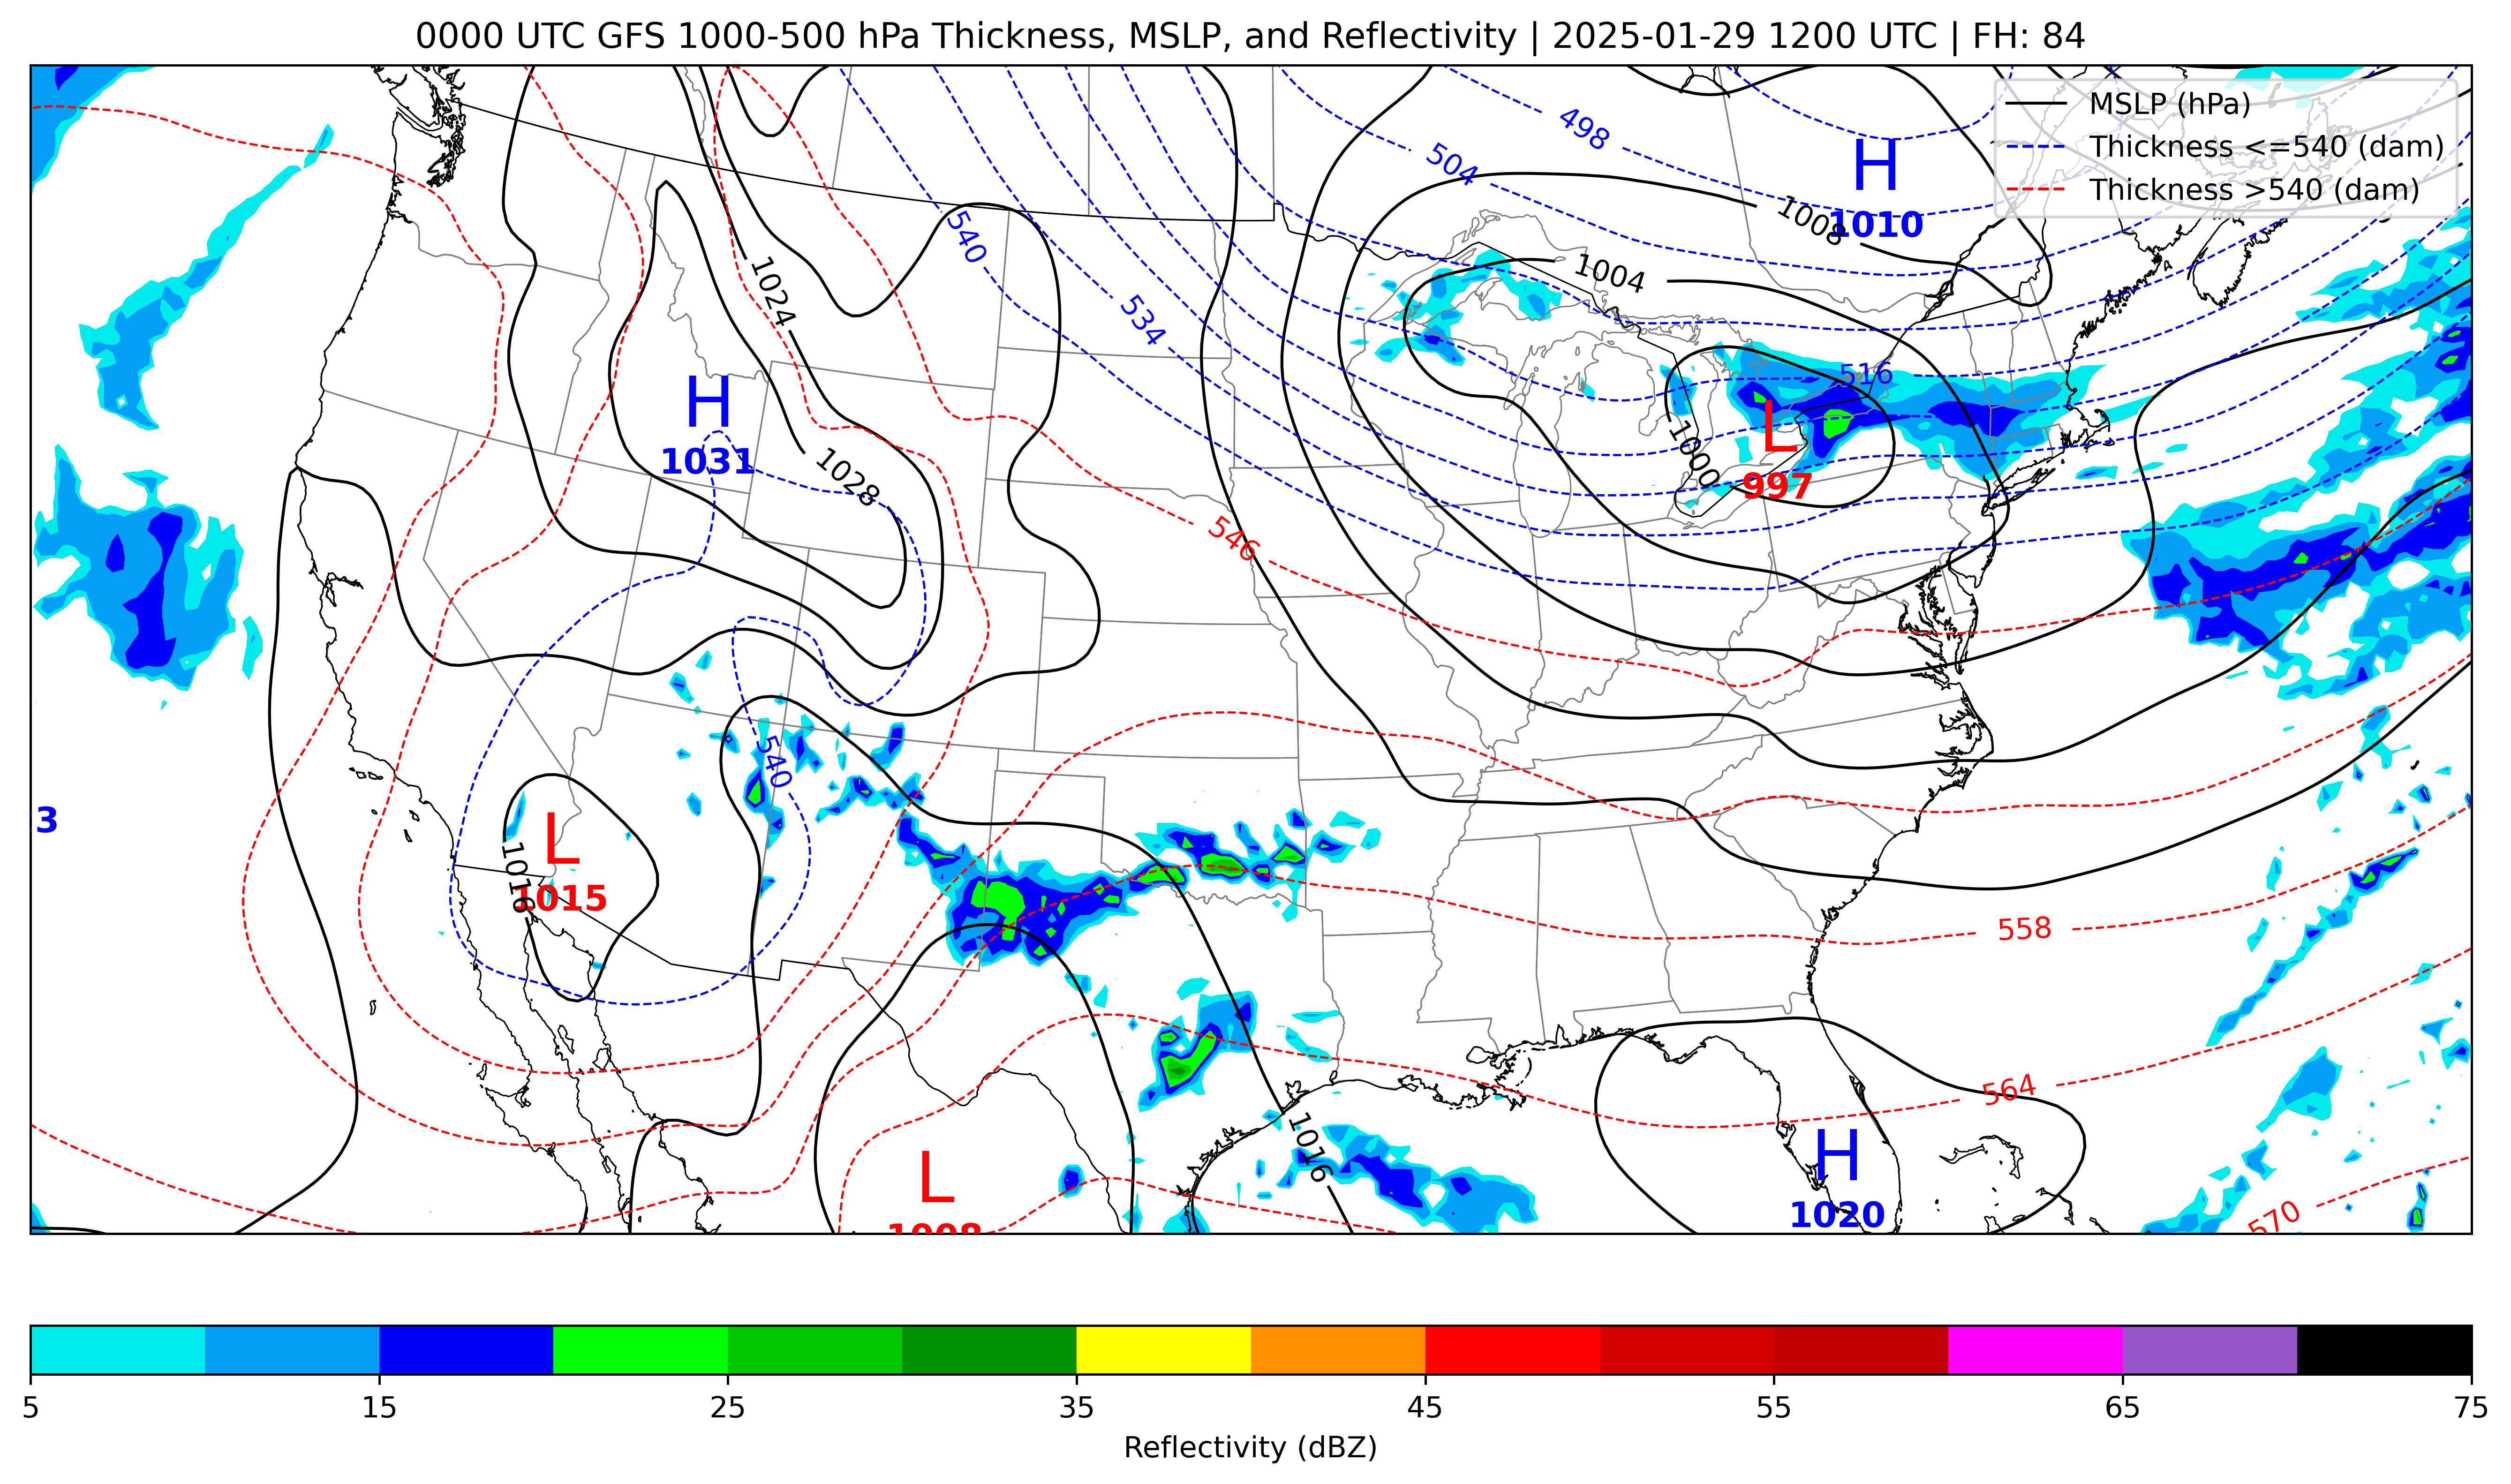 0000 UTC GFS 1000-500 hPa Thickness, MSLP, and Reflectivity | 2025-01-29 1200 UTC | FH: 84
MSLP (hPa)
Thickness <=540 (dam)
Thickness >540 (dam)
498
504
H
1010
1008
540
1024
1004
534
516
H
1031
L
997
1000
1028
546
540
3
L
1015
1016
558
564
1016
H
1020
L
1008
570
5 15 25 35 45 55 65 75
Reflectivity (dBZ)